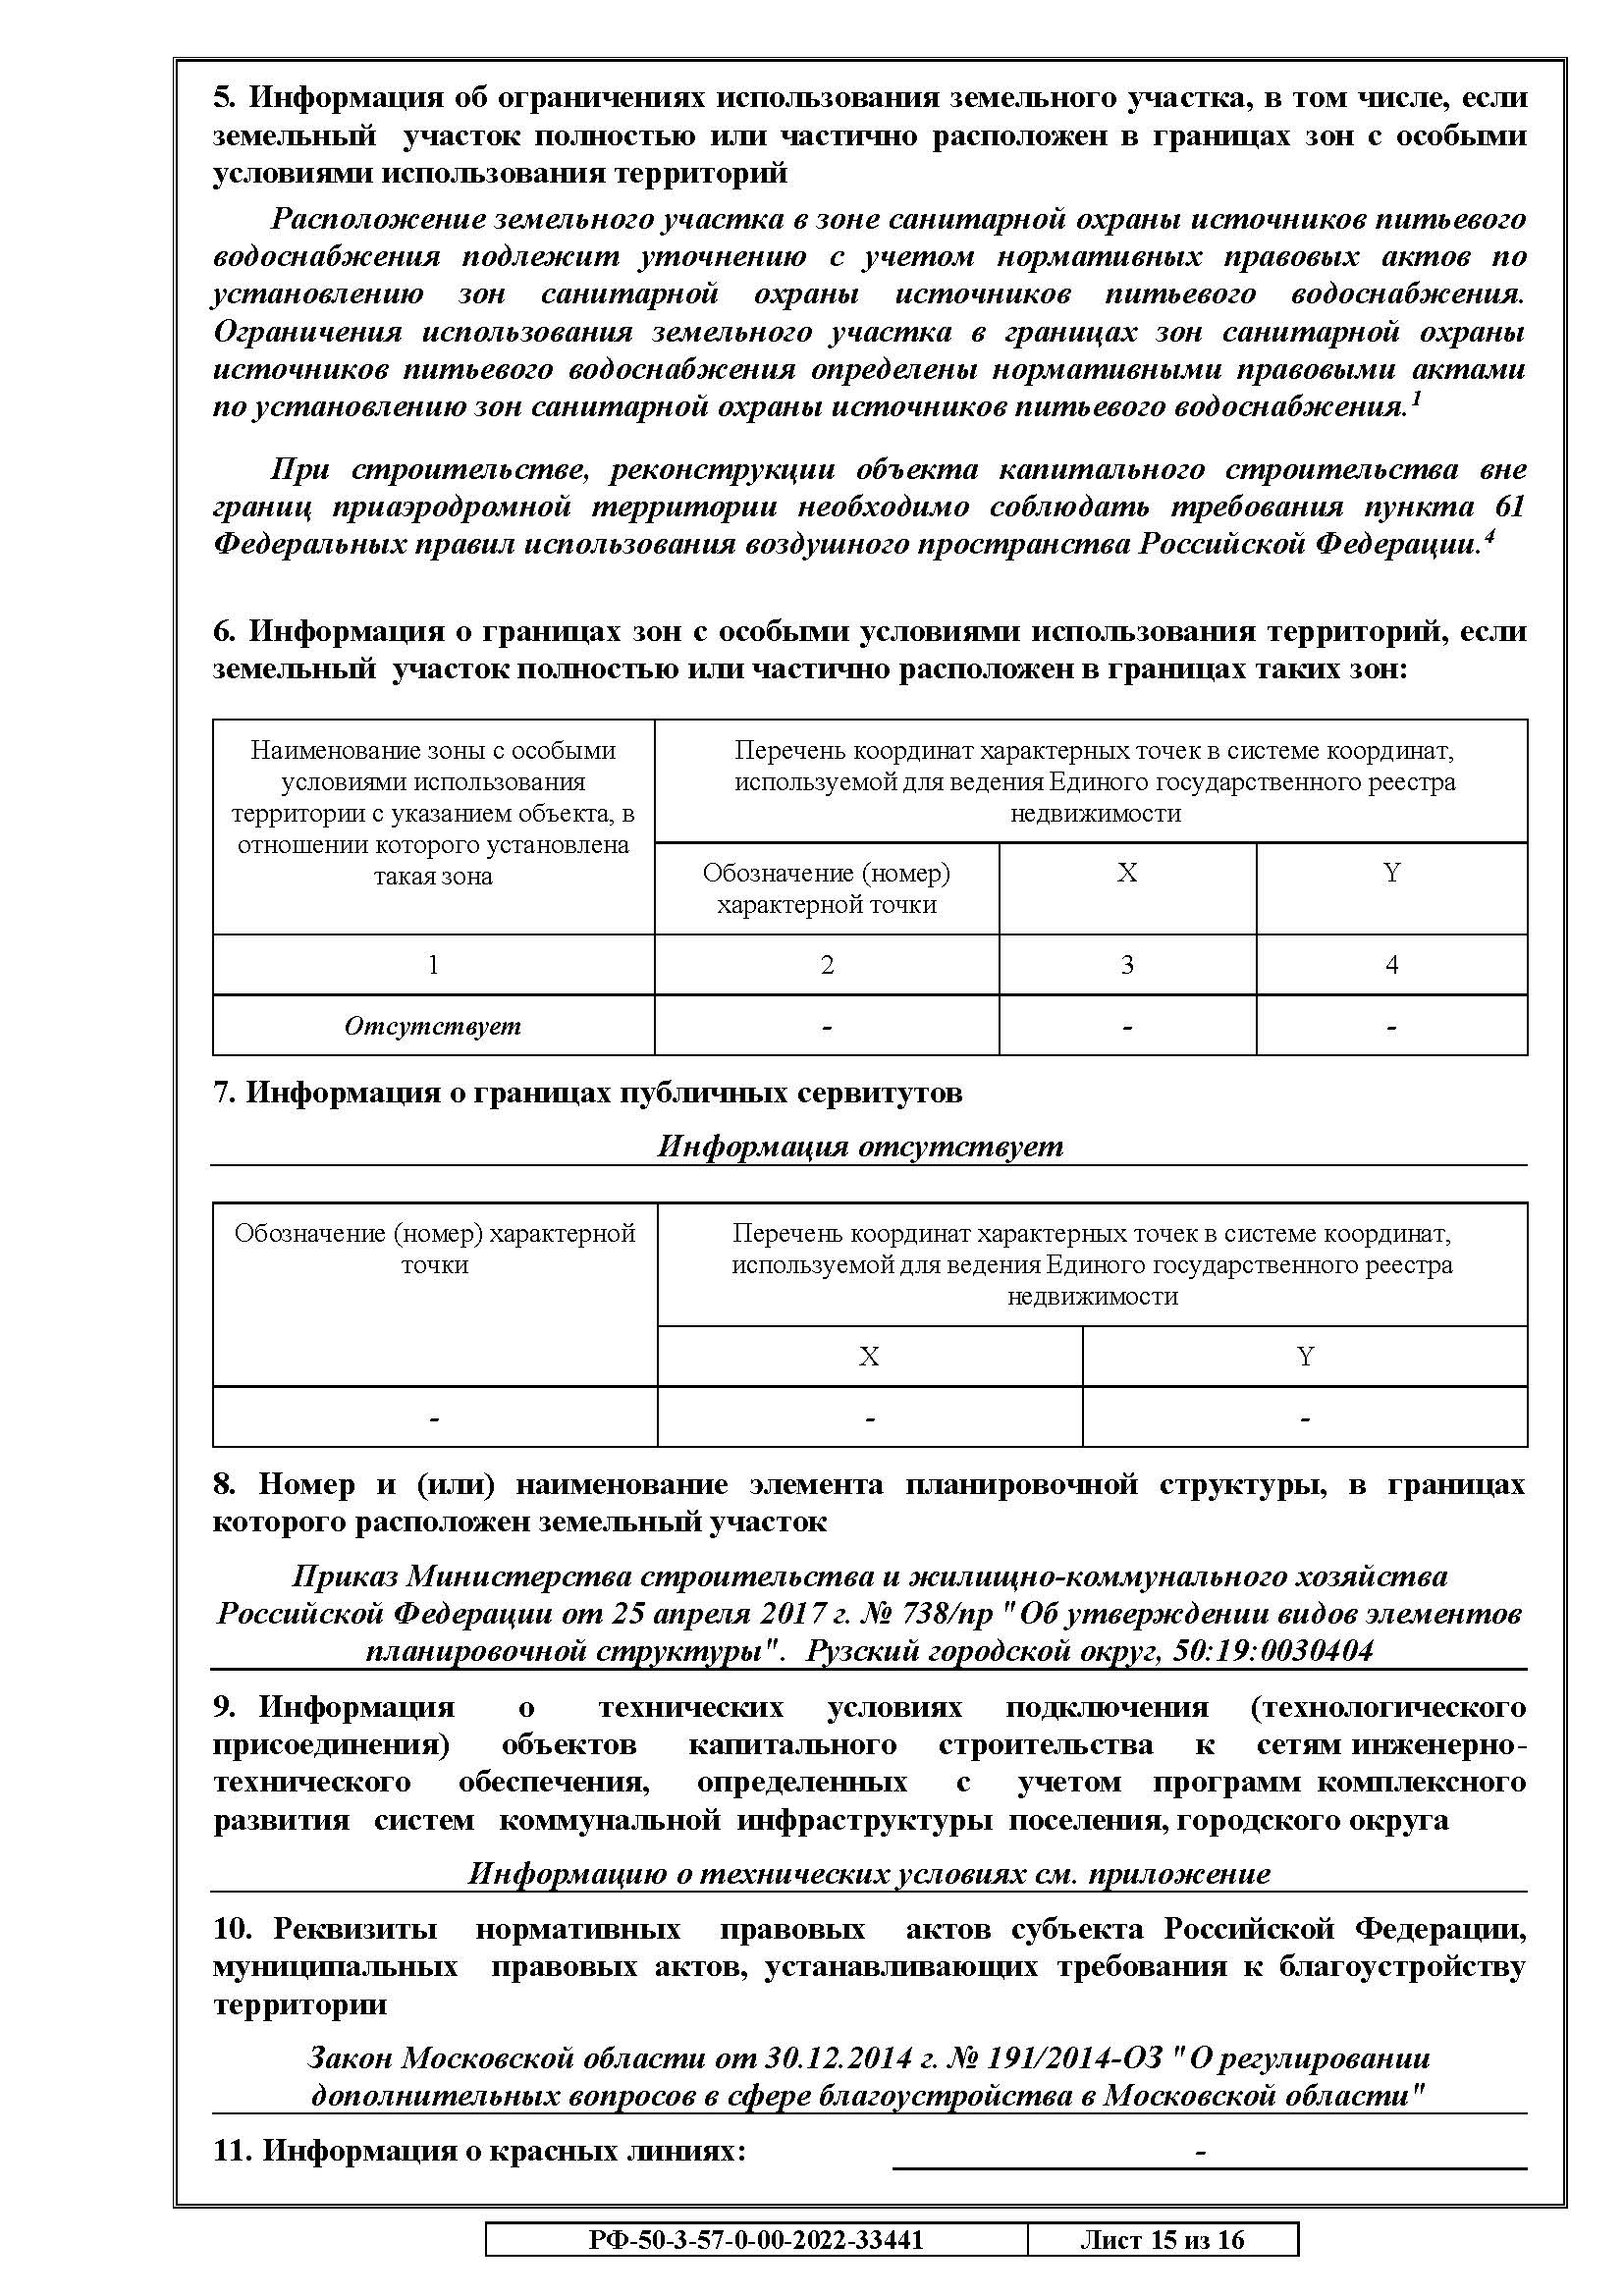 5. Информация об ограничениях использования земельного участка, в том числе, если
земельный участок полностью или частично расположен в границах зон с особыми
условиями использования территорий
Расположение земельного участка в зоне санитарной охраны источников питьевого
водоснабжения подлежит уточнению с учетом нормативных правовых актов по
установлению зон санитарной охраны источников питьевого водоснабжения.
Ограничения использования земельного участка в границах зон санитарной охраны
источников питьевого водоснабжения определены нормативными правовыми актами
по установлению зон санитарной охраны источников питьевого водоснабжения.¹
При строительстве, реконструкции объекта капитального строительства вне
границ приаэродромной территории необходимо соблюдать требования пункта 61
Федеральных правил использования воздушного пространства Российской Федерации.⁴
6. Информация о границах зон с особыми условиями использования территорий, если
земельный участок полностью или частично расположен в границах таких зон:
Наименование зоны с особыми
условиями использования
территории с указанием объекта, в
отношении которого установлена
такая зона
Перечень координат характерных точек в системе координат,
используемой для ведения Единого государственного реестра
недвижимости
Обозначение (номер)
характерной точки
X
Y
1
2
3
4
Отсутствует
-
-
-
7. Информация о границах публичных сервитутов
Информация отсутствует
Обозначение (номер) характерной
точки
Перечень координат характерных точек в системе координат,
используемой для ведения Единого государственного реестра
недвижимости
X
Y
-
-
-
8. Номер и (или) наименование элемента планировочной структуры, в границах
которого расположен земельный участок
Приказ Министерства строительства и жилищно-коммунального хозяйства
Российской Федерации от 25 апреля 2017 г. № 738/пр "Об утверждении видов элементов
планировочной структуры". Рузский городской округ, 50:19:0030404
9. Информация о технических условиях подключения (технологического
присоединения) объектов капитального строительства к сетям инженерно-
технического обеспечения, определенных с учетом программ комплексного
развития систем коммунальной инфраструктуры поселения, городского округа
Информацию о технических условиях см. приложение
10. Реквизиты нормативных правовых актов субъекта Российской Федерации,
муниципальных правовых актов, устанавливающих требования к благоустройству
территории
Закон Московской области от 30.12.2014 г. № 191/2014-ОЗ "О регулировании
дополнительных вопросов в сфере благоустройства в Московской области"
11. Информация о красных линиях: -
РФ-50-3-57-0-00-2022-33441
Лист 15 из 16